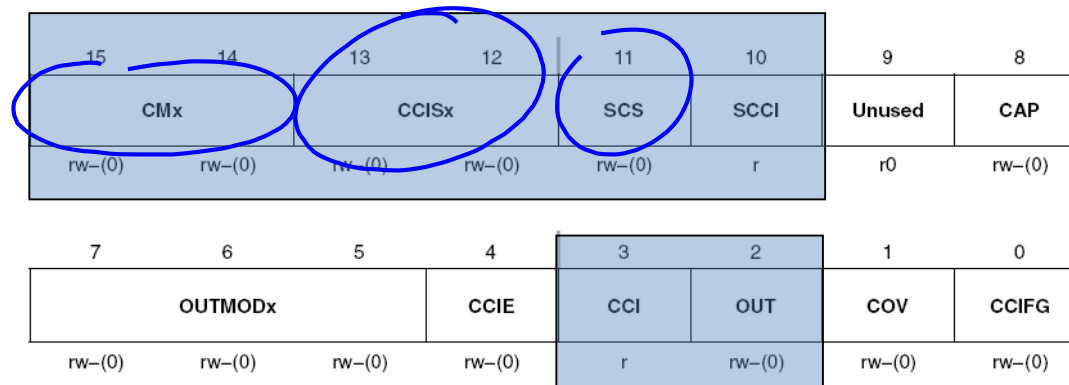 15 14 13 12 11 10 9 8
CMx CCISx SCS SCCI Unused CAP
rw–(0) rw–(0) rw–(0) rw–(0) rw–(0) r r0 rw–(0)
7 6 5 4 3 2 1 0
OUTMODx CCIE CCI OUT COV CCIFG
rw–(0) rw–(0) rw–(0) rw–(0) r rw–(0) rw–(0) rw–(0)